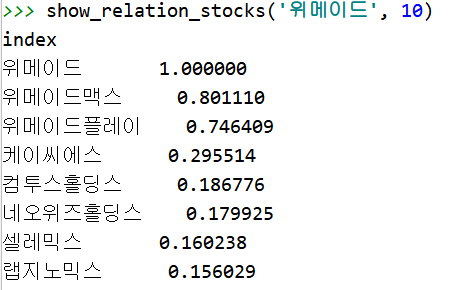 >>> show_relation_stocks('위메이드', 10)
index
위메이드 1.000000
위메이드맥스 0.801110
위메이드플레이 0.746409
케이씨에스 0.295514
컴투스홀딩스 0.186776
네오위즈홀딩스 0.179925
셀레믹스 0.160238
랩지노믹스 0.156029